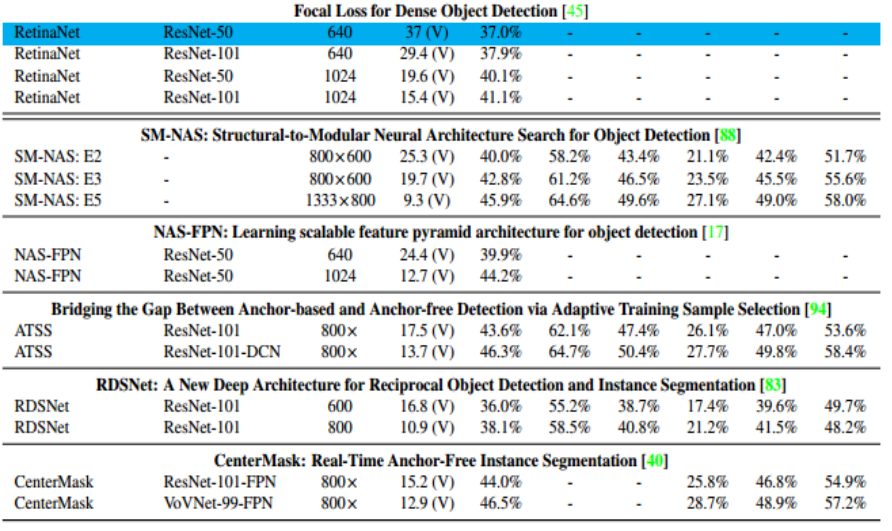 Focal Loss for Dense Object Detection [45]
RetinaNet ResNet-50 640 37 (V) 37.0% - - - - -
RetinaNet ResNet-101 640 29.4 (V) 37.9% - - - - -
RetinaNet ResNet-50 1024 19.6 (V) 40.1% - - - - -
RetinaNet ResNet-101 1024 15.4 (V) 41.1% - - - - -
SM-NAS: Structural-to-Modular Neural Architecture Search for Object Detection [88]
SM-NAS: E2 - 800×600 25.3 (V) 40.0% 58.2% 43.4% 21.1% 42.4% 51.7%
SM-NAS: E3 - 800×600 19.7 (V) 42.8% 61.2% 46.5% 23.5% 45.5% 55.6%
SM-NAS: E5 - 1333×800 9.3 (V) 45.9% 64.6% 49.6% 27.1% 49.0% 58.0%
NAS-FPN: Learning scalable feature pyramid architecture for object detection [17]
NAS-FPN ResNet-50 640 24.4 (V) 39.9% - - - - -
NAS-FPN ResNet-50 1024 12.7 (V) 44.2% - - - - -
Bridging the Gap Between Anchor-based and Anchor-free Detection via Adaptive Training Sample Selection [94]
ATSS ResNet-101 800× 17.5 (V) 43.6% 62.1% 47.4% 26.1% 47.0% 53.6%
ATSS ResNet-101-DCN 800× 13.7 (V) 46.3% 64.7% 50.4% 27.7% 49.8% 58.4%
RDSNet: A New Deep Architecture for Reciprocal Object Detection and Instance Segmentation [83]
RDSNet ResNet-101 600 16.8 (V) 36.0% 55.2% 38.7% 17.4% 39.6% 49.7%
RDSNet ResNet-101 800 10.9 (V) 38.1% 58.5% 40.8% 21.2% 41.5% 48.2%
CenterMask: Real-Time Anchor-Free Instance Segmentation [40]
CenterMask ResNet-101-FPN 800× 15.2 (V) 44.0% - - 25.8% 46.8% 54.9%
CenterMask VoVNet-99-FPN 800× 12.9 (V) 46.5% - - 28.7% 48.9% 57.2%